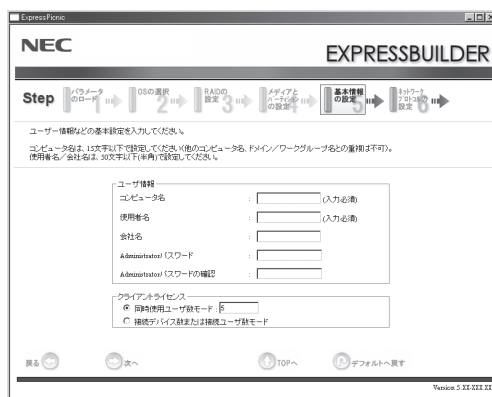 ExpressPicnic
NEC
EXPRESSBUILDER
Step パラメータのロード 1 OSの選択 2 RAIDの設定 3 メディアとパーティションの設定 4 基本情報の設定 5 ネットワークプロトコルの設定 6
ユーザー情報などの基本設定を入力してください。
コンピュータ名は、15文字以下で設定してください(他のコンピュータ名、ドメイン/ワークグループ名との重複は不可)。
使用者名/会社名は、50文字以下(半角)で設定してください。
ユーザ情報
コンピュータ名 : (入力必須)
使用者名 : (入力必須)
会社名 :
Administratorパスワード :
Administratorパスワードの確認 :
クライアントライセンス
同時使用ユーザ数モード : 5
接続デバイス数または接続ユーザ数モード
戻る 次へ TOPへ デフォルトへ戻す
Version 5.XX-XXX.XX